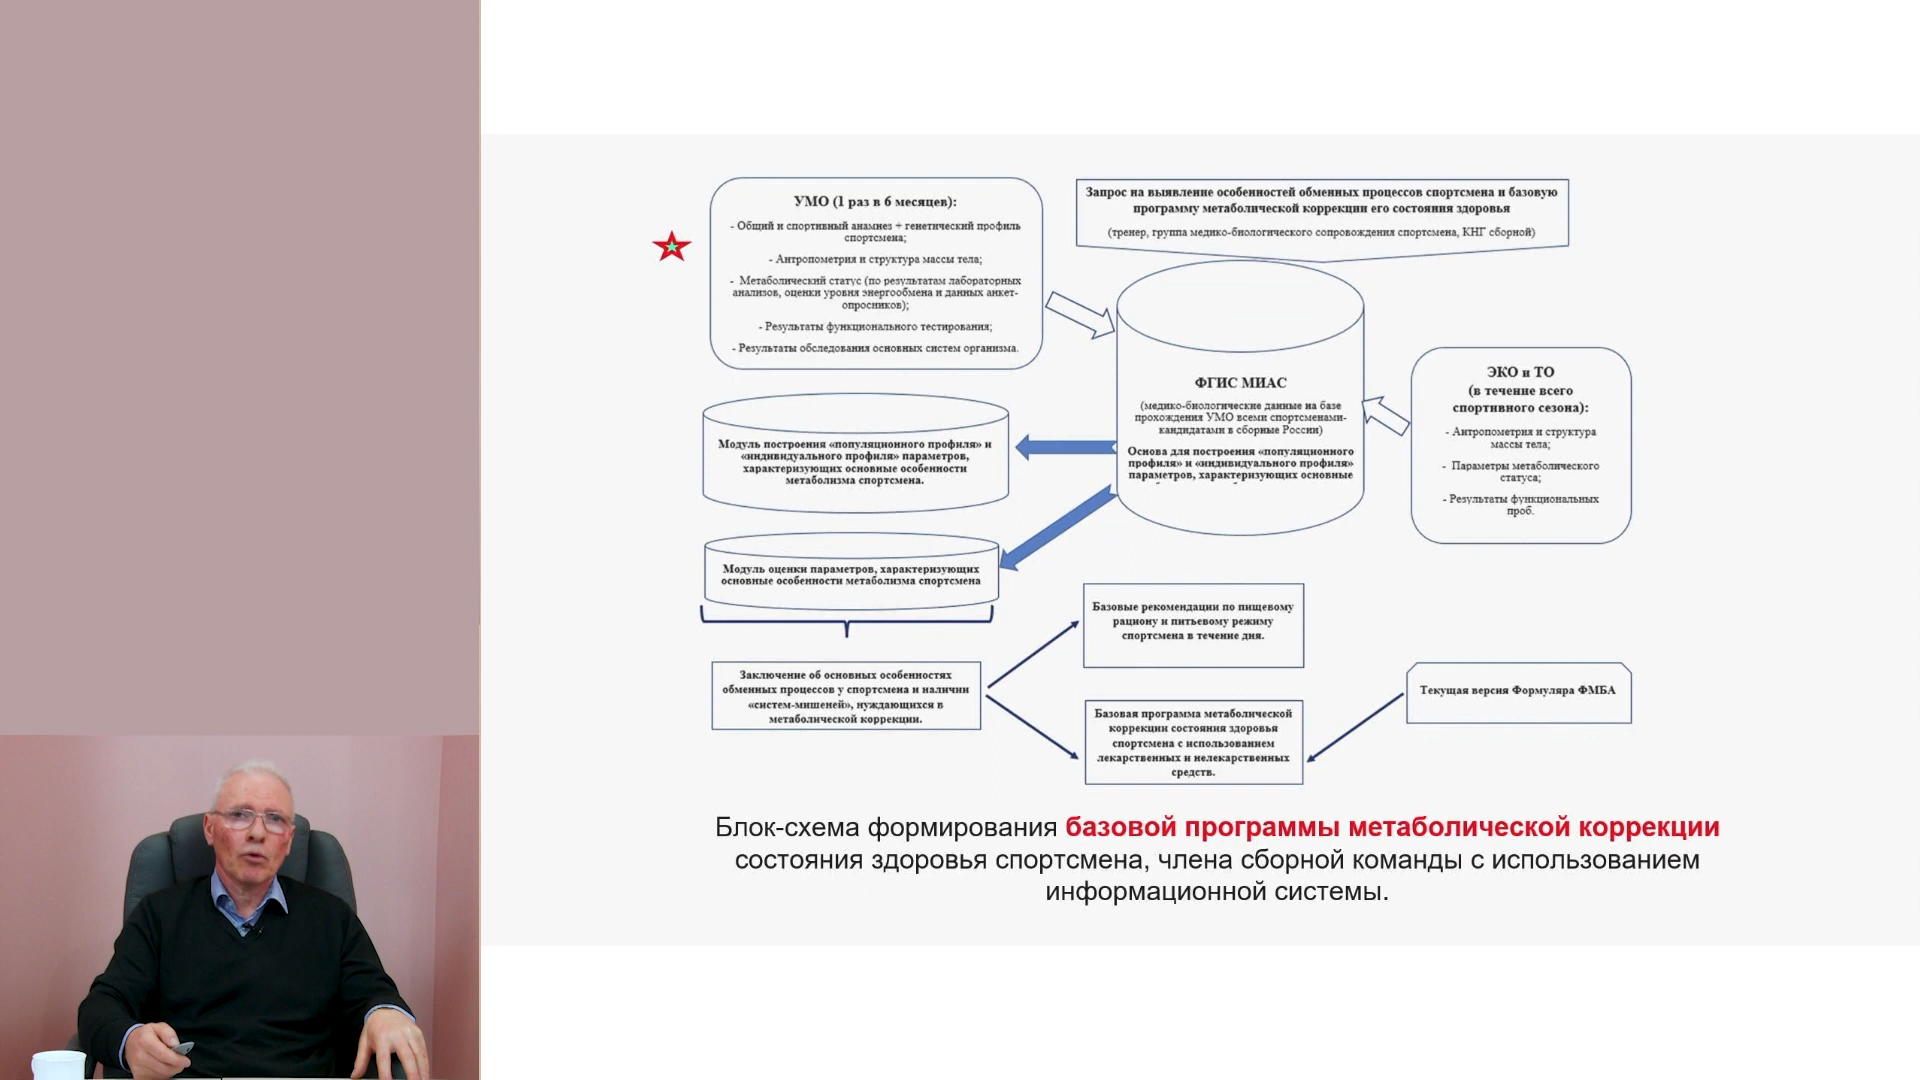 УМО (1 раз в 6 месяцев):
- Общий и спортивный анамнез + генетический профиль
спортсмена;
- Антропометрия и структура массы тела;
- Метаболический статус (по результатам лабораторных
анализов, оценки уровня энергообмена и данных анкет-
опросников);
- Результаты функционального тестирования;
- Результаты обследования основных систем организма.
Запрос на выявление особенностей обменных процессов спортсмена и базовую
программу метаболической коррекции его состояния здоровья
(тренер, группа медико-биологического сопровождения спортсмена, КНГ сборной)
ФГИС МИАС
(медико-биологические данные на базе
прохождения УМО всеми спортсменами-
кандидатами в сборные России)
Основа для построения «популяционного
профиля» и «индивидуального профиля»
параметров, характеризующих основные
ЭКО и ТО
(в течение всего
спортивного сезона):
- Антропометрия и структура
массы тела;
- Параметры метаболического
статуса;
- Результаты функциональных
проб.
Модуль построения «популяционного профиля» и
«индивидуального профиля» параметров,
характеризующих основные особенности
метаболизма спортсмена.
Модуль оценки параметров, характеризующих
основные особенности метаболизма спортсмена
Заключение об основных особенностях
обменных процессов у спортсмена и наличии
«систем-мишеней», нуждающихся в
метаболической коррекции.
Базовые рекомендации по пищевому
рациону и питьевому режиму
спортсмена в течение дня.
Базовая программа метаболической
коррекции состояния здоровья
спортсмена с использованием
лекарственных и нелекарственных
средств.
Текущая версия Формуляра ФМБА
Блок-схема формирования базовой программы метаболической коррекции
состояния здоровья спортсмена, члена сборной команды с использованием
информационной системы.